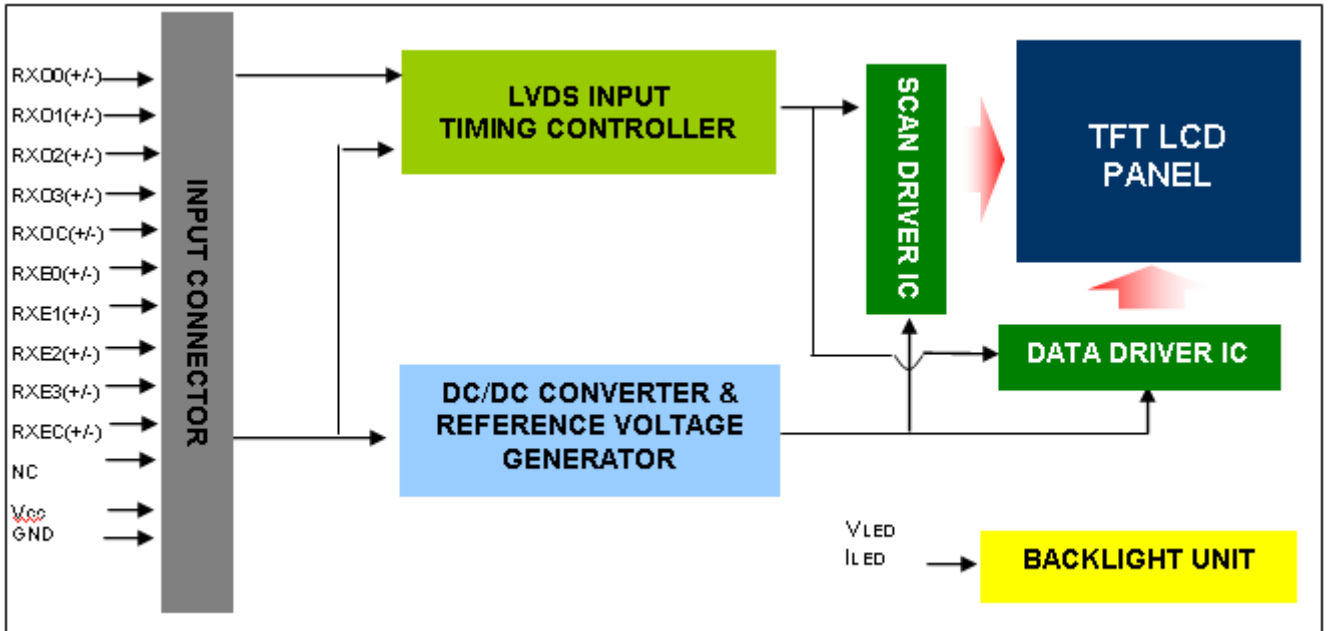 RXO0(+/-)
RXO1(+/-)
RXO2(+/-)
RXO3(+/-)
RXOC(+/-)
RXE0(+/-)
RXE1(+/-)
RXE2(+/-)
RXE3(+/-)
RXEC(+/-)
NC
Vcc
GND
INPUT CONNECTOR
LVDS INPUT
TIMING CONTROLLER
DC/DC CONVERTER &
REFERENCE VOLTAGE
GENERATOR
SCAN DRIVER IC
TFT LCD
PANEL
DATA DRIVER IC
VLED
ILED
BACKLIGHT UNIT